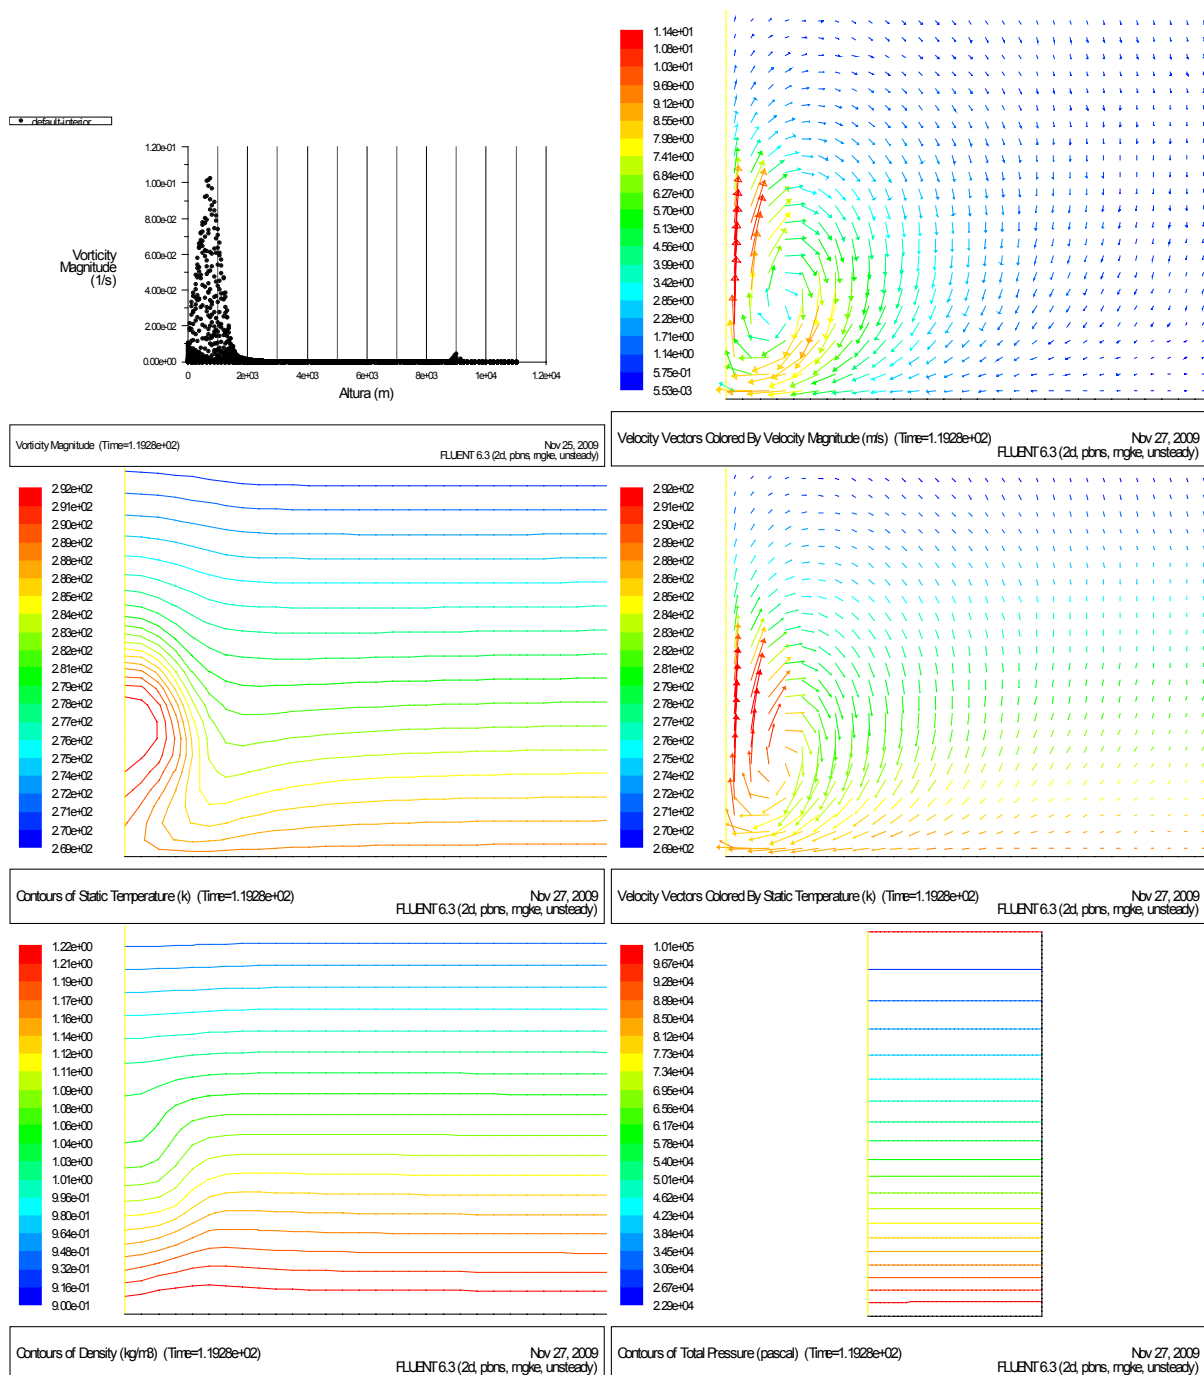 default-interior
1.20e-01
1.00e-01
8.00e-02
6.00e-02
4.00e-02
2.00e-02
0.00e+00
Vorticity
Magnitude
(1/s)
0 2e+03 4e+03 6e+03 8e+03 1e+04 1.2e+04
Altura (m)
Vorticity Magnitude (Time=1.1928e+02) Nov 25, 2009
FLUENT 6.3 (2d, pbns, rngke, unsteady)
1.14e+01
1.08e+01
1.03e+01
9.69e+00
9.12e+00
8.55e+00
7.98e+00
7.41e+00
6.84e+00
6.27e+00
5.70e+00
5.13e+00
4.56e+00
3.99e+00
3.42e+00
2.85e+00
2.28e+00
1.71e+00
1.14e+00
5.75e-01
5.53e-03
Velocity Vectors Colored By Velocity Magnitude (m/s) (Time=1.1928e+02) Nov 27, 2009
FLUENT 6.3 (2d, pbns, rngke, unsteady)
2.92e+02
2.91e+02
2.90e+02
2.89e+02
2.88e+02
2.86e+02
2.85e+02
2.84e+02
2.83e+02
2.82e+02
2.81e+02
2.79e+02
2.78e+02
2.77e+02
2.76e+02
2.75e+02
2.74e+02
2.72e+02
2.71e+02
2.70e+02
2.69e+02
Contours of Static Temperature (k) (Time=1.1928e+02) Nov 27, 2009
FLUENT 6.3 (2d, pbns, rngke, unsteady)
2.92e+02
2.91e+02
2.90e+02
2.89e+02
2.88e+02
2.86e+02
2.85e+02
2.84e+02
2.83e+02
2.82e+02
2.81e+02
2.79e+02
2.78e+02
2.77e+02
2.76e+02
2.75e+02
2.74e+02
2.72e+02
2.71e+02
2.70e+02
2.69e+02
Velocity Vectors Colored By Static Temperature (k) (Time=1.1928e+02) Nov 27, 2009
FLUENT 6.3 (2d, pbns, rngke, unsteady)
1.22e+00
1.21e+00
1.19e+00
1.17e+00
1.16e+00
1.14e+00
1.12e+00
1.11e+00
1.09e+00
1.08e+00
1.06e+00
1.04e+00
1.03e+00
1.01e+00
9.96e-01
9.80e-01
9.64e-01
9.48e-01
9.32e-01
9.16e-01
9.00e-01
Contours of Density (kg/m3) (Time=1.1928e+02) Nov 27, 2009
FLUENT 6.3 (2d, pbns, rngke, unsteady)
1.01e+05
9.67e+04
9.28e+04
8.89e+04
8.50e+04
8.12e+04
7.73e+04
7.34e+04
6.95e+04
6.56e+04
6.17e+04
5.78e+04
5.40e+04
5.01e+04
4.62e+04
4.23e+04
3.84e+04
3.45e+04
3.06e+04
2.67e+04
2.29e+04
Contours of Total Pressure (pascal) (Time=1.1928e+02) Nov 27, 2009
FLUENT 6.3 (2d, pbns, rngke, unsteady)